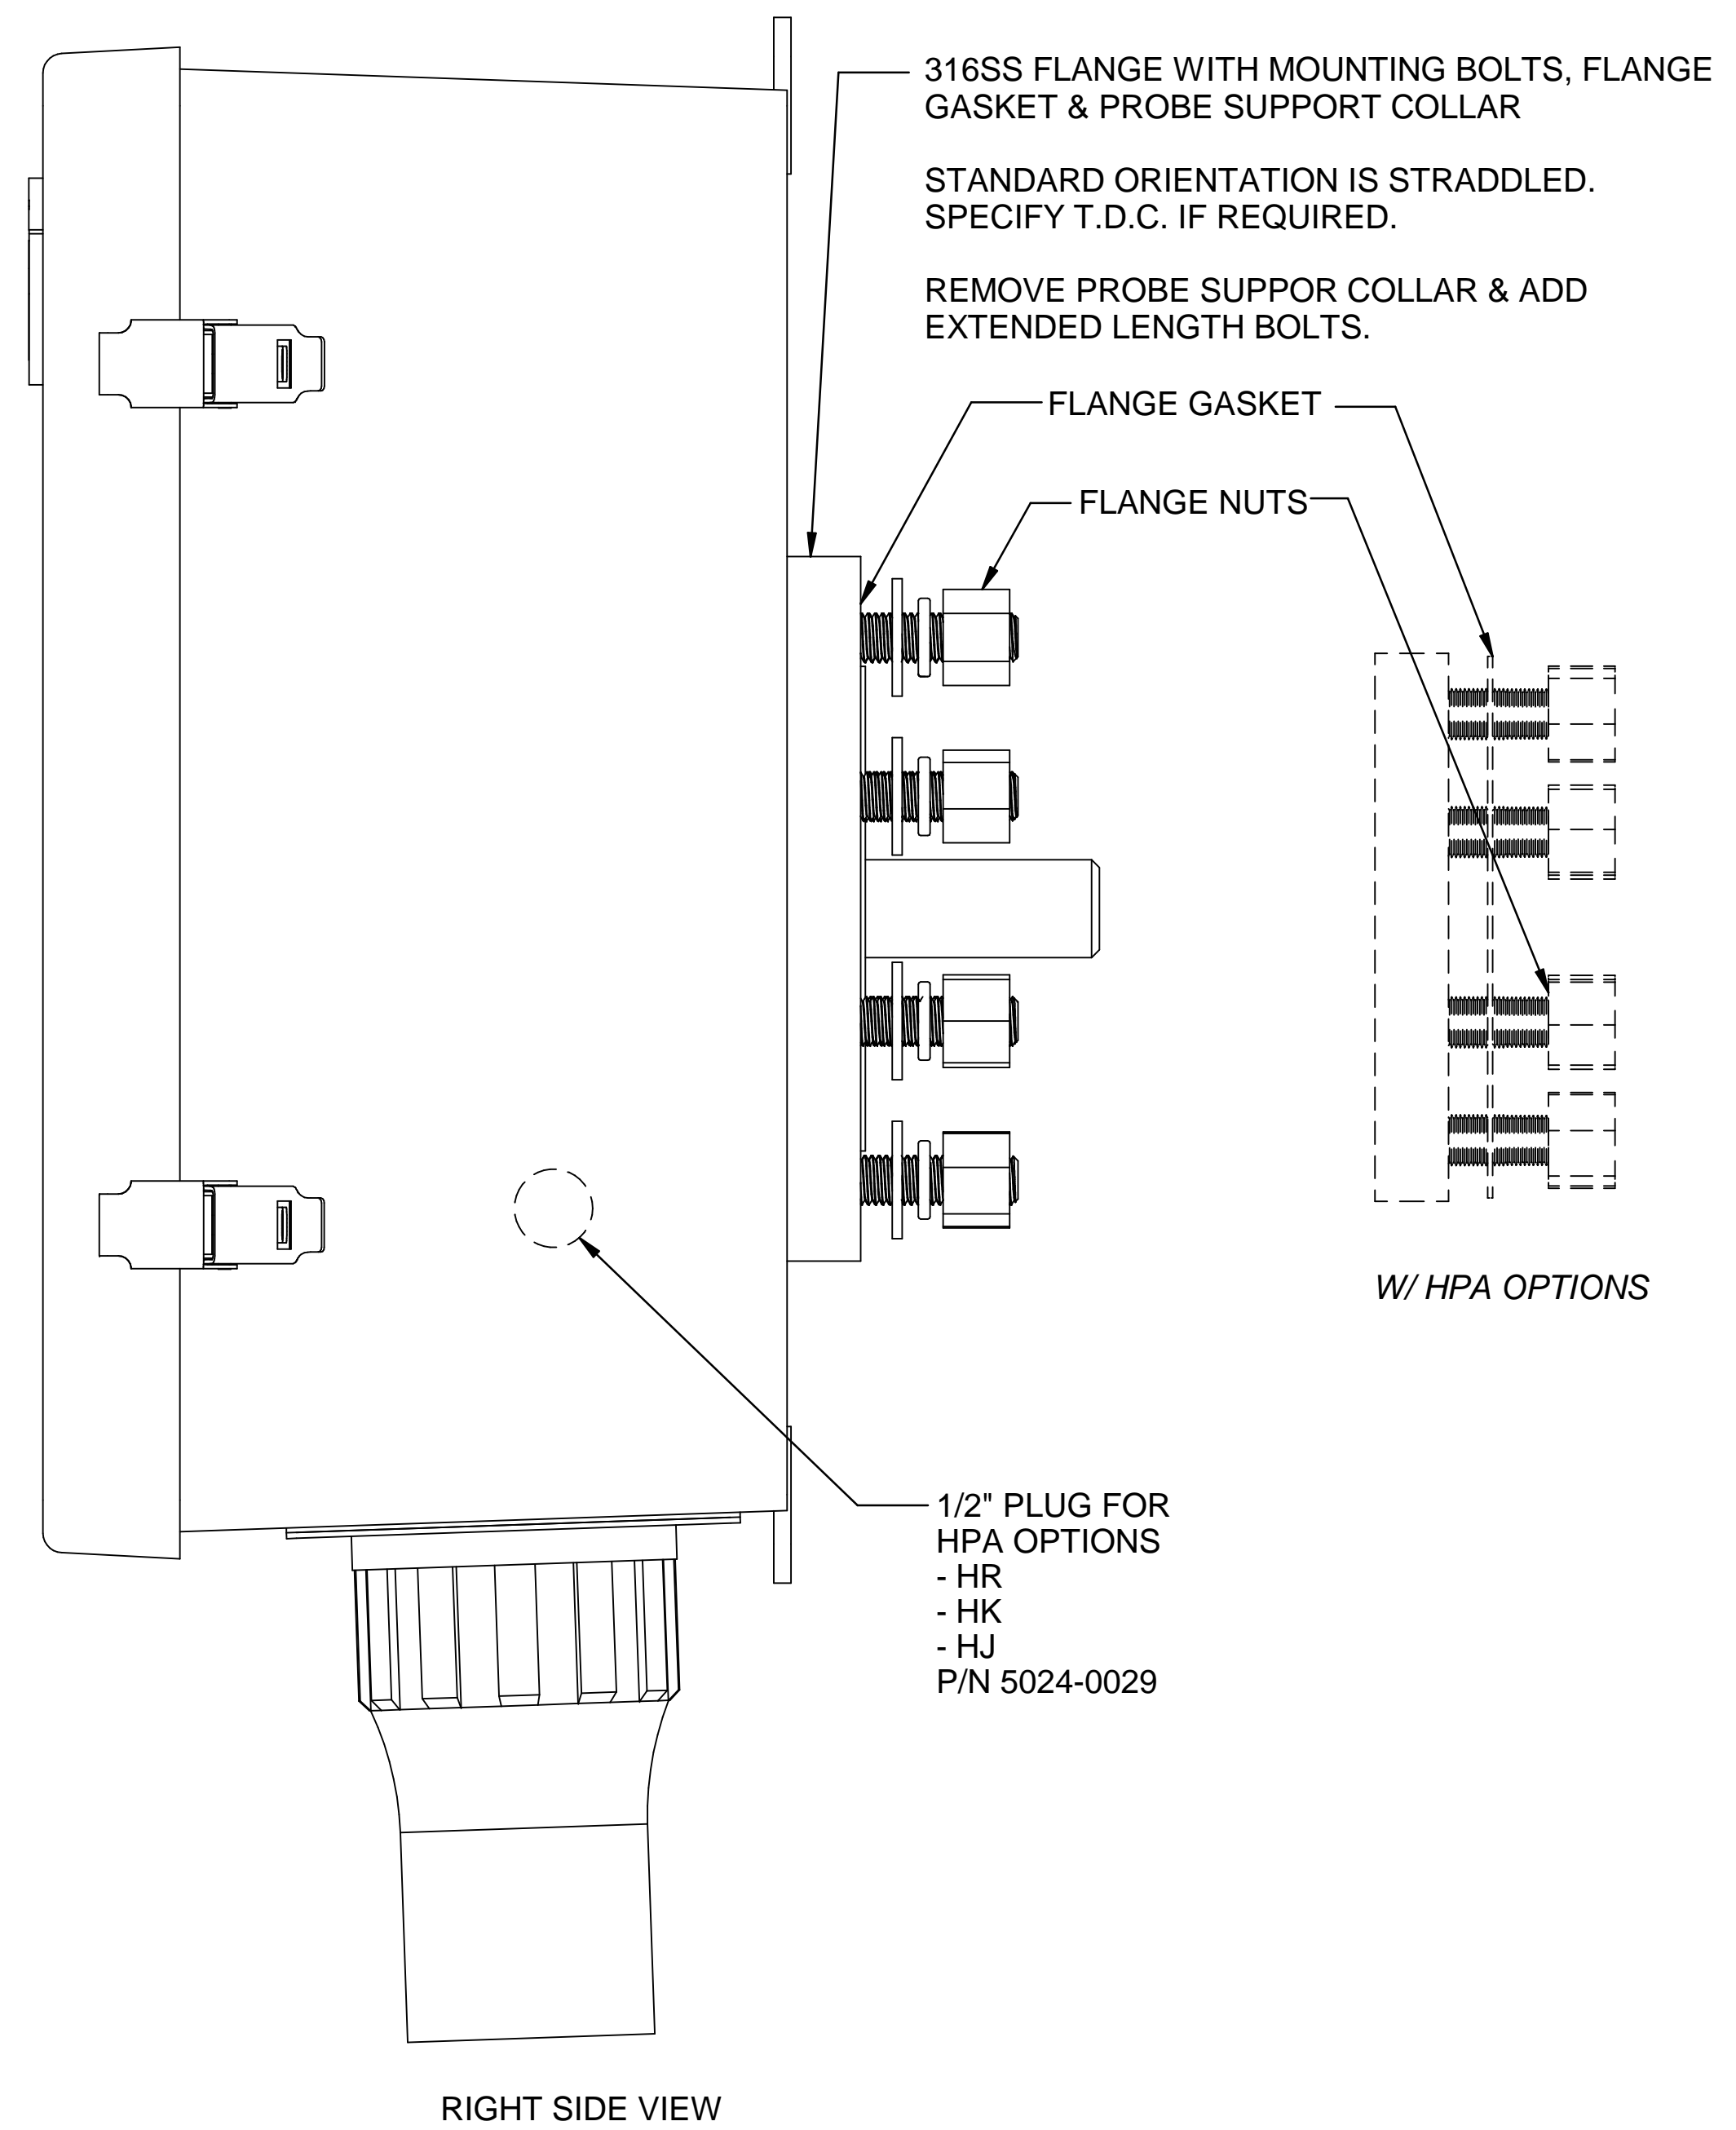 316SS FLANGE WITH MOUNTING BOLTS, FLANGE
GASKET & PROBE SUPPORT COLLAR
STANDARD ORIENTATION IS STRADDLED.
SPECIFY T.D.C. IF REQUIRED.
REMOVE PROBE SUPPOR COLLAR & ADD
EXTENDED LENGTH BOLTS.
FLANGE GASKET
FLANGE NUTS
W/ HPA OPTIONS
1/2" PLUG FOR
HPA OPTIONS
- HR
- HK
- HJ
P/N 5024-0029
RIGHT SIDE VIEW